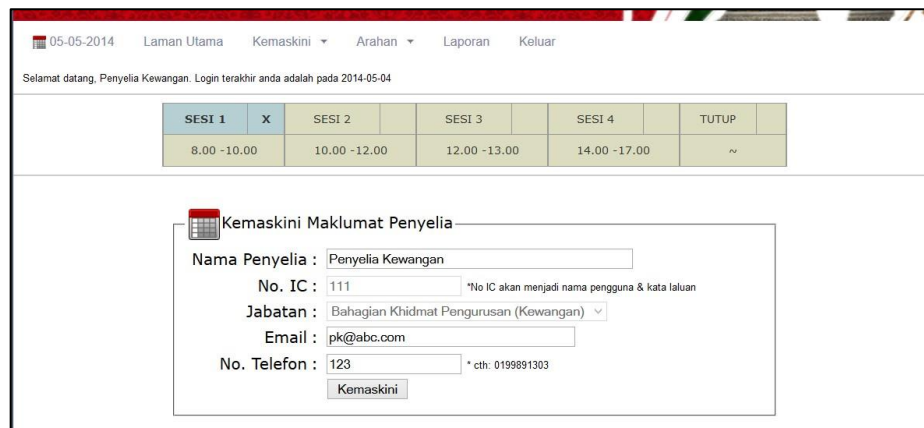 05-05-2014 Laman Utama Kemaskini Arahan Laporan Keluar
Selamat datang, Penyelia Kewangan. Login terakhir anda adalah pada 2014-05-04
SESI 1 X SESI 2 SESI 3 SESI 4 TUTUP
8.00 -10.00 10.00 -12.00 12.00 -13.00 14.00 -17.00 ~
Kemaskini Maklumat Penyelia
Nama Penyelia : Penyelia Kewangan
No. IC : 111 *No IC akan menjadi nama pengguna & kata laluan
Jabatan : Bahagian Khidmat Pengurusan (Kewangan)
Email : pk@abc.com
No. Telefon : 123 * cth: 0199891303
Kemaskini